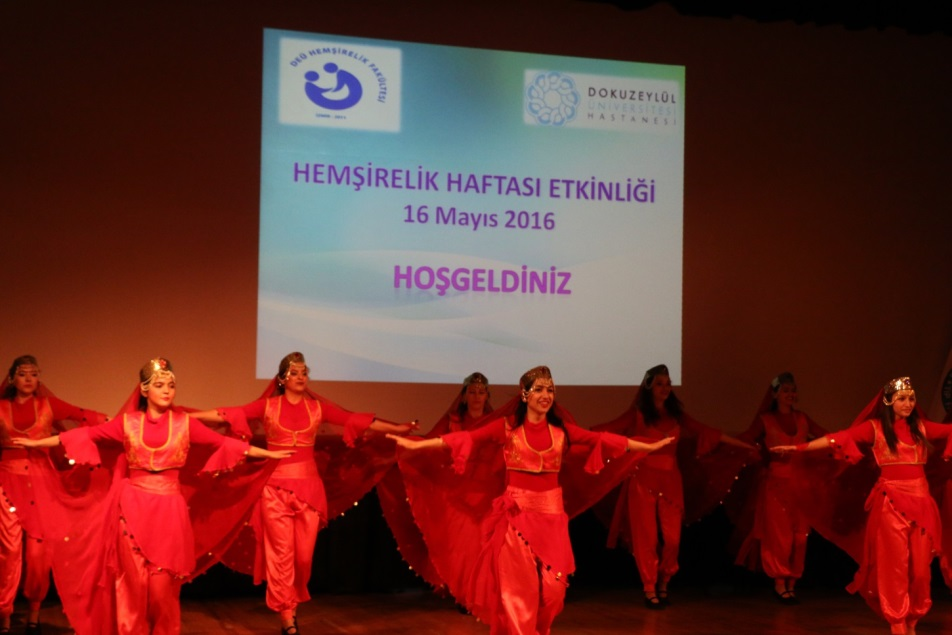 DEÜ HEMŞİRELİK FAKÜLTESİ
DOKUZEYLÜL
ÜNİVERSİTESİ
HASTANESİ
HEMŞİRELİK HAFTASI ETKİNLİĞİ
16 Mayıs 2016
HOŞGELDİNİZ